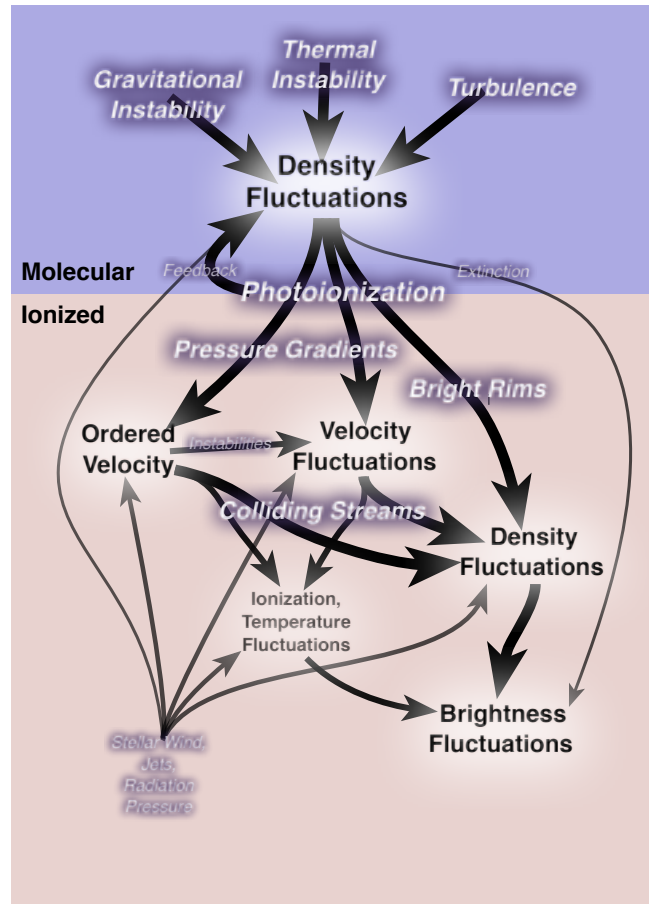 Thermal
Instability
Gravitational
Instability
Turbulence
Density
Fluctuations
Molecular
Feedback
Extinction
Photoionization
Ionized
Pressure Gradients
Bright Rims
Ordered
Velocity
Instabilities
Velocity
Fluctuations
Colliding Streams
Density
Fluctuations
Ionization,
Temperature
Fluctuations
Brightness
Fluctuations
Stellar Wind,
Jets,
Radiation
Pressure